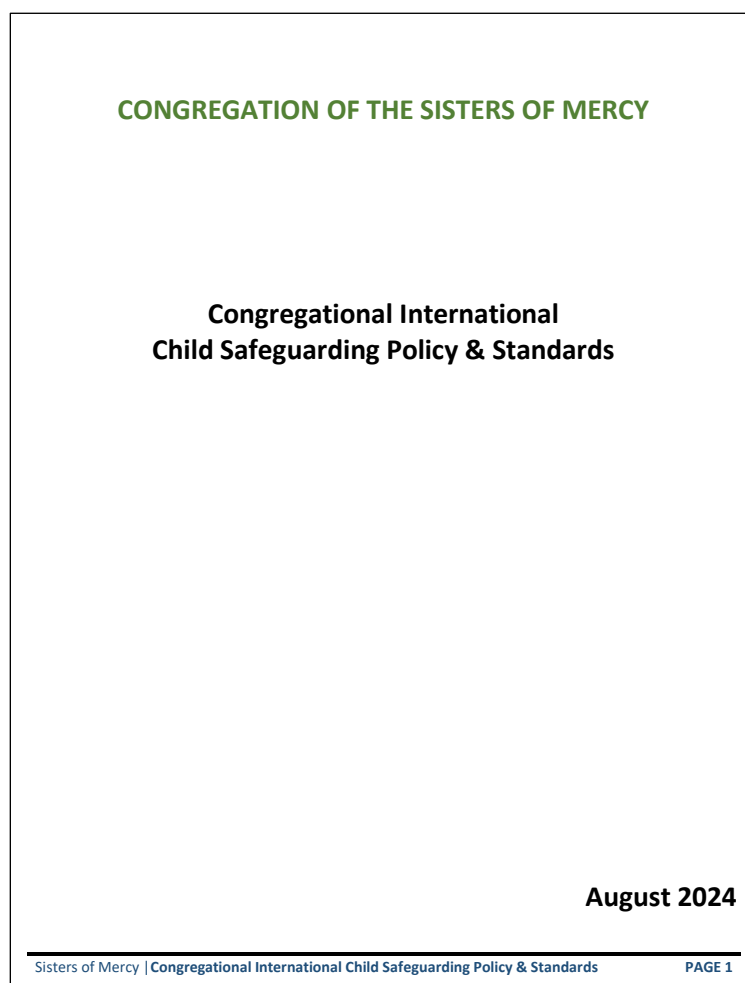 CONGREGATION OF THE SISTERS OF MERCY
Congregational International
Child Safeguarding Policy & Standards
August 2024
Sisters of Mercy |Congregational International Child Safeguarding Policy & Standards PAGE 1